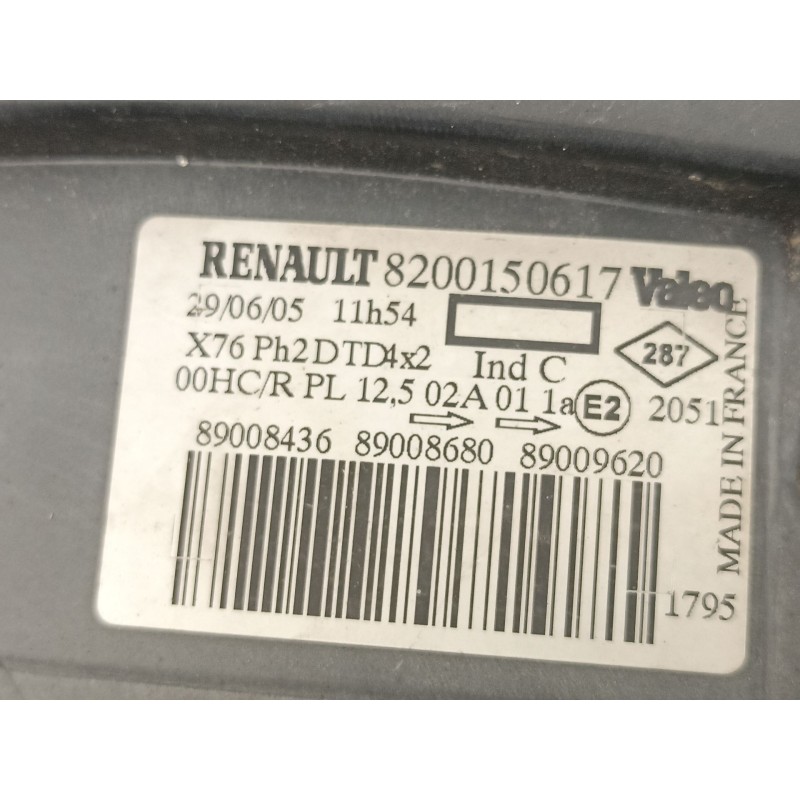 RENAULT 8200150617 Valeo
29/06/05 11h54
X76 Ph2 DTD4x2 Ind C 287
00HC/R PL 12,5 02A 01 1a E2 2051
89008436 89008680 89009620
1795
MADE IN FRANCE